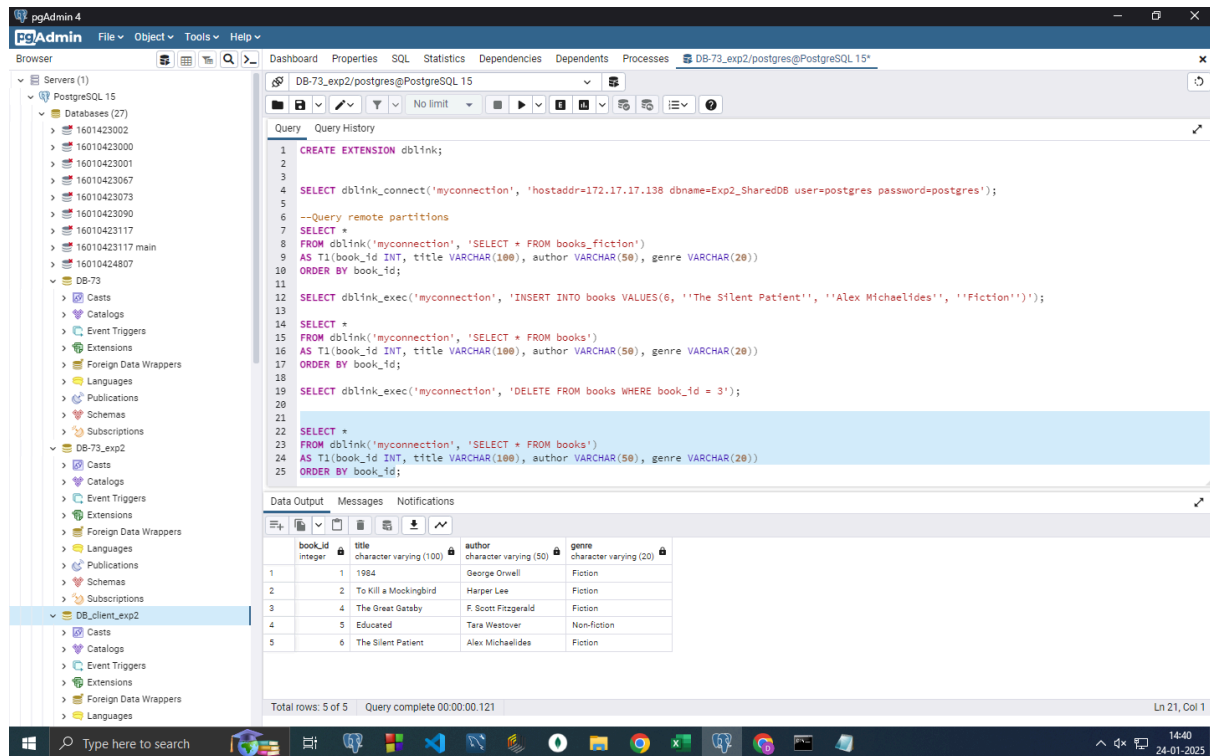 pgAdmin 4
pgAdmin File Object Tools Help
Browser
Dashboard Properties SQL Statistics Dependencies Dependents Processes DB-73_exp2/postgres@PostgreSQL 15*
Servers (1)
PostgreSQL 15
Databases (27)
1601423002
16010423000
16010423001
16010423067
16010423073
16010423090
16010423117
16010423117 main
16010424807
DB-73
Casts
Catalogs
Event Triggers
Extensions
Foreign Data Wrappers
Languages
Publications
Schemas
Subscriptions
DB-73_exp2
Casts
Catalogs
Event Triggers
Extensions
Foreign Data Wrappers
Languages
Publications
Schemas
Subscriptions
DB_client_exp2
Casts
Catalogs
Event Triggers
Extensions
Foreign Data Wrappers
Languages
DB-73_exp2/postgres@PostgreSQL 15
No limit
Query Query History
1 CREATE EXTENSION dblink;
2
3
4 SELECT dblink_connect('myconnection', 'hostaddr=172.17.17.138 dbname=Exp2_SharedDB user=postgres password=postgres');
5
6 --Query remote partitions
7 SELECT *
8 FROM dblink('myconnection', 'SELECT * FROM books_fiction')
9 AS T1(book_id INT, title VARCHAR(100), author VARCHAR(50), genre VARCHAR(20))
10 ORDER BY book_id;
11
12 SELECT dblink_exec('myconnection', 'INSERT INTO books VALUES(6, ''The Silent Patient'', ''Alex Michaelides'', ''Fiction'')');
13
14 SELECT *
15 FROM dblink('myconnection', 'SELECT * FROM books')
16 AS T1(book_id INT, title VARCHAR(100), author VARCHAR(50), genre VARCHAR(20))
17 ORDER BY book_id;
18
19 SELECT dblink_exec('myconnection', 'DELETE FROM books WHERE book_id = 3');
20
21
22 SELECT *
23 FROM dblink('myconnection', 'SELECT * FROM books')
24 AS T1(book_id INT, title VARCHAR(100), author VARCHAR(50), genre VARCHAR(20))
25 ORDER BY book_id;
Data Output Messages Notifications
book_id title author genre
integer character varying (100) character varying (50) character varying (20)
1 1 1984 George Orwell Fiction
2 2 To Kill a Mockingbird Harper Lee Fiction
3 4 The Great Gatsby F. Scott Fitzgerald Fiction
4 5 Educated Tara Westover Non-fiction
5 6 The Silent Patient Alex Michaelides Fiction
Total rows: 5 of 5 Query complete 00:00:00.121 Ln 21, Col 1
Type here to search
14:40
24-01-2025